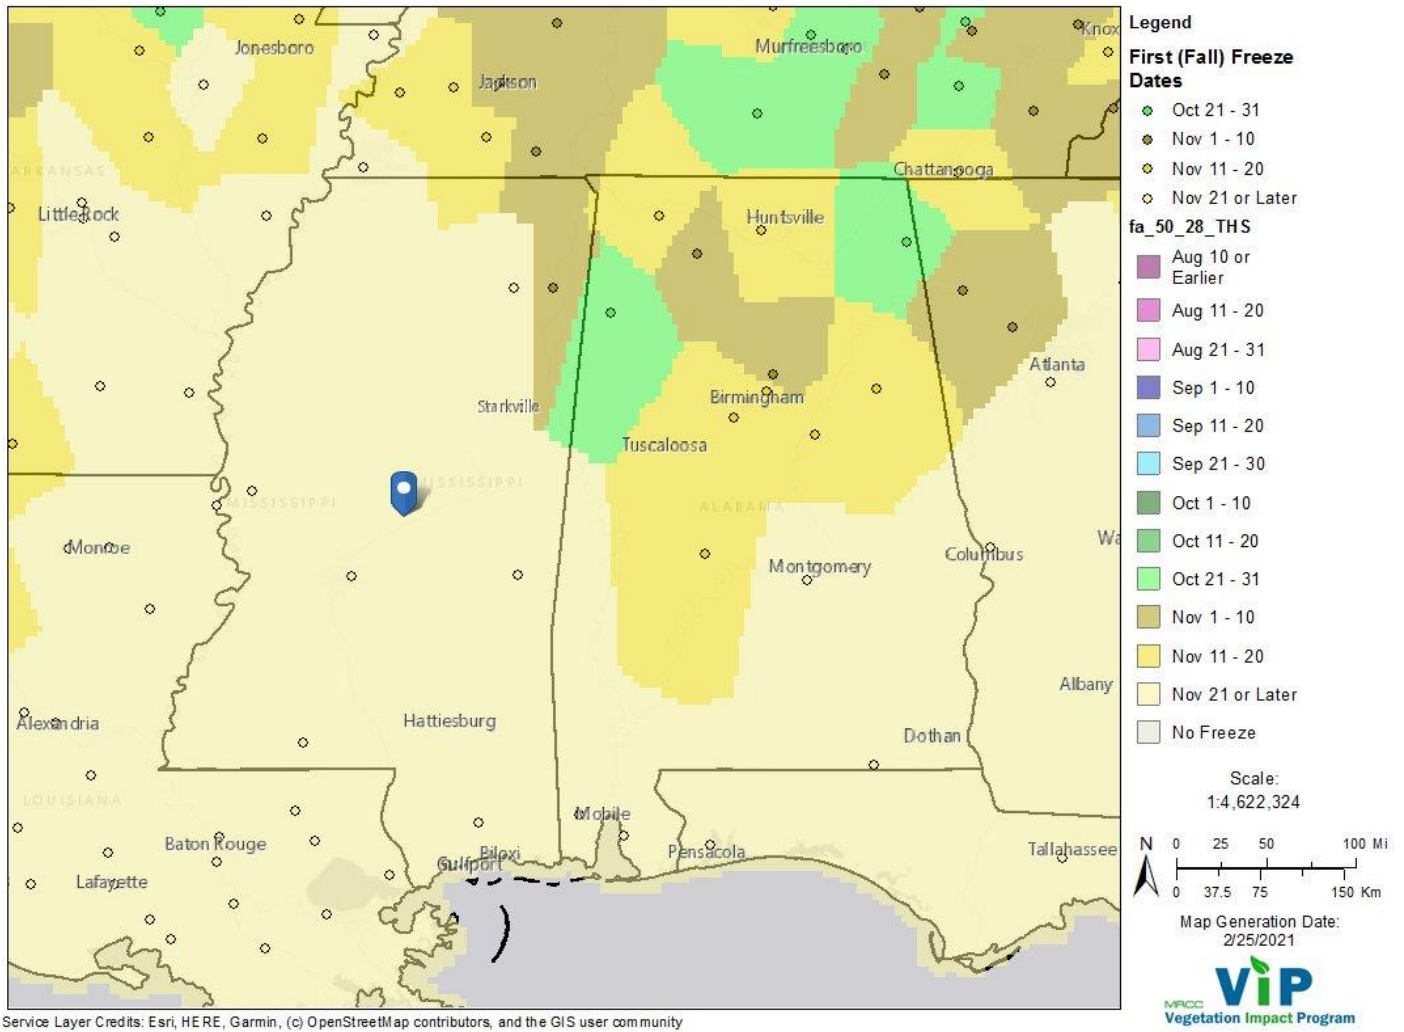 Jonesboro
Murfreesboro
Knox
Jackson
ARKANSAS
Chattanooga
Little Rock
Huntsville
Atlanta
Birmingham
Starkville
Tuscaloosa
MISSISSIPPI
MISSISSIPPI
ALABAMA
Monroe
Columbus
Wa
Montgomery
Albany
Alexandria
Hattiesburg
Dothan
LOUISIANA
Mobile
Baton Rouge
Biloxi
Pensacola
Tallahassee
Gulfport
Lafayette
Legend
First (Fall) Freeze
Dates
Oct 21 - 31
Nov 1 - 10
Nov 11 - 20
Nov 21 or Later
fa_50_28_THS
Aug 10 or
Earlier
Aug 11 - 20
Aug 21 - 31
Sep 1 - 10
Sep 11 - 20
Sep 21 - 30
Oct 1 - 10
Oct 11 - 20
Oct 21 - 31
Nov 1 - 10
Nov 11 - 20
Nov 21 or Later
No Freeze
Scale:
1:4,622,324
N
0 25 50 100 Mi
0 37.5 75 150 Km
Map Generation Date:
2/25/2021
MRCC ViP
Vegetation Impact Program
Service Layer Credits: Esri, HERE, Garmin, (c) OpenStreetMap contributors, and the GIS user community